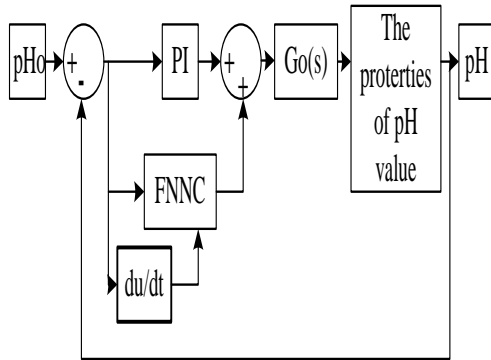 pHo
+
-
PI
+
+
Go(s)
The
proterties
of pH
value
pH
FNNC
du/dt